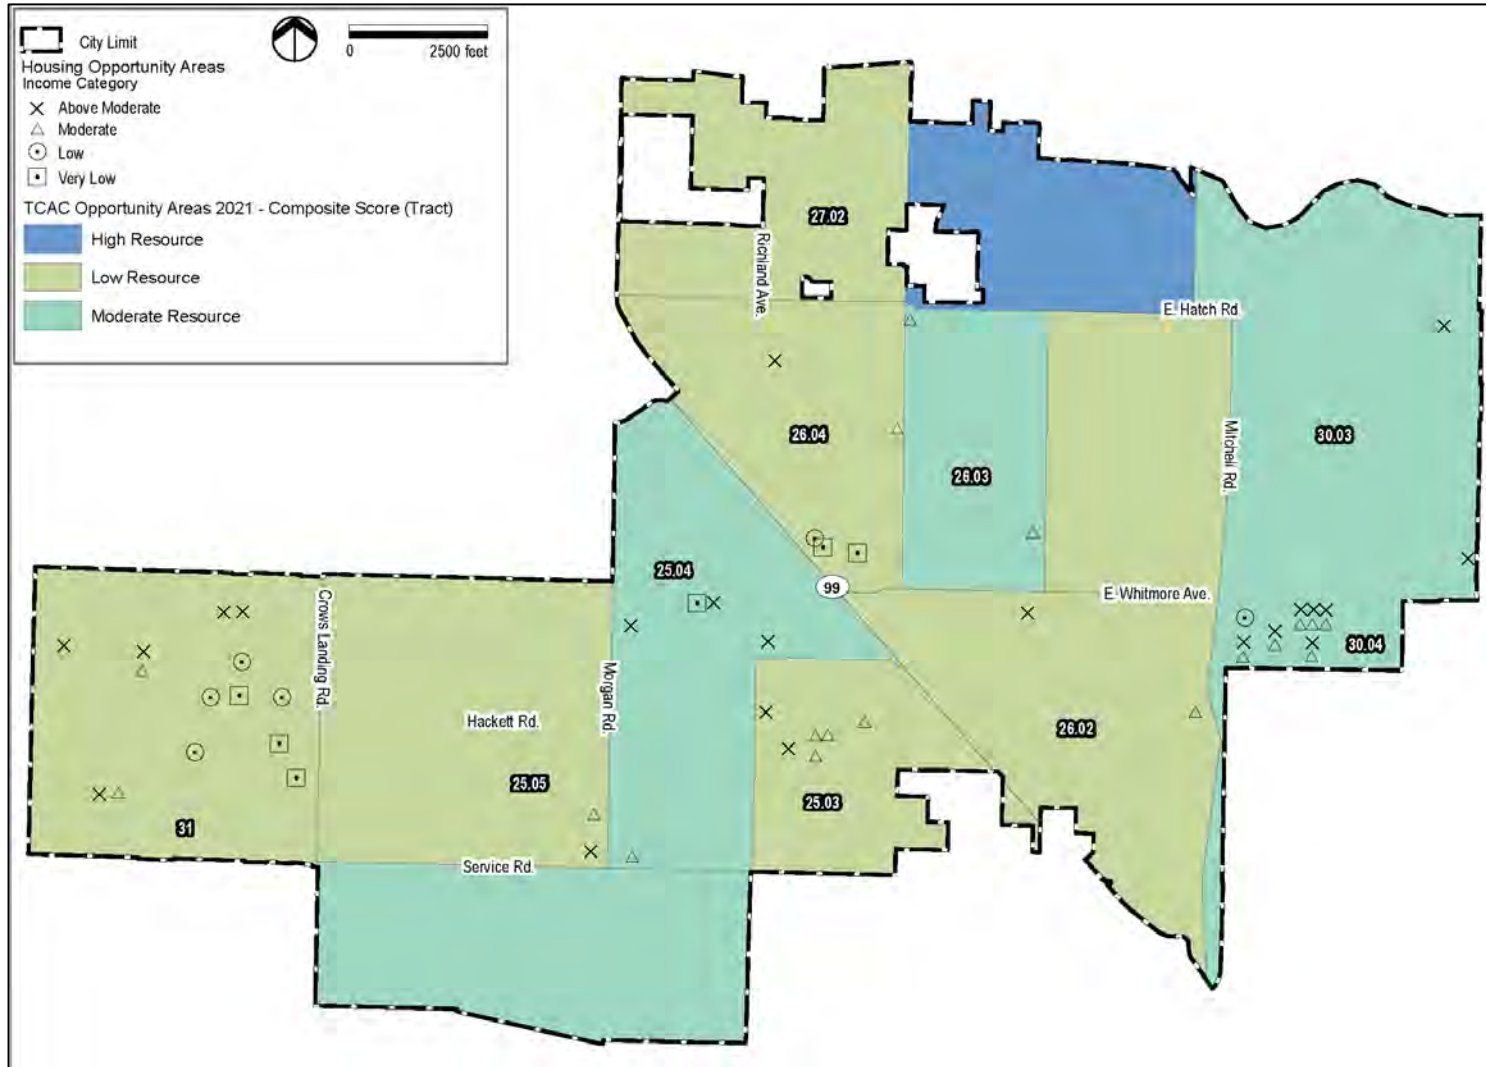 City Limit
0 2500 feet
Housing Opportunity Areas
Income Category
Above Moderate
Moderate
Low
Very Low
TCAC Opportunity Areas 2021 - Composite Score (Tract)
High Resource
Low Resource
Moderate Resource
27.02
Richland Ave.
E. Hatch Rd.
26.04
26.03
Mitchell Rd.
30.03
25.04
99
E. Whitmore Ave.
Crows Landing Rd.
Morgan Rd.
30.04
Hackett Rd.
26.02
25.05
25.03
31
Service Rd.